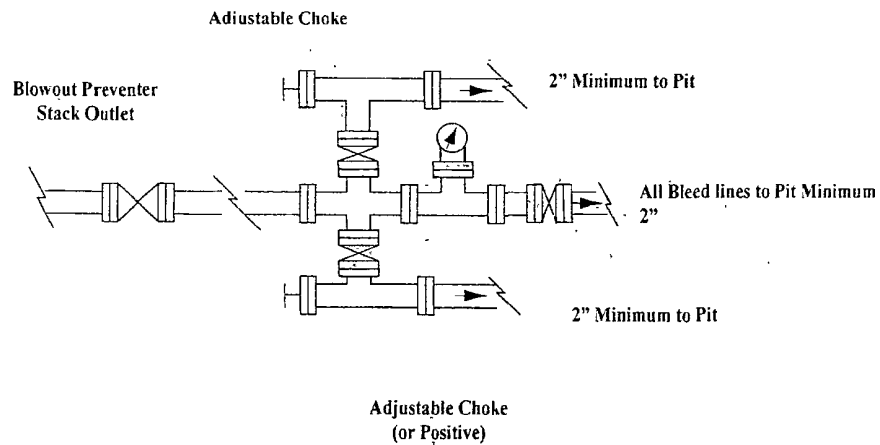 Adiustable Choke
Blowout Preventer
Stack Outlet
2" Minimum to Pit
All Bleed lines to Pit Minimum
2"
2" Minimum to Pit
Adjustable Choke
(or Positive)